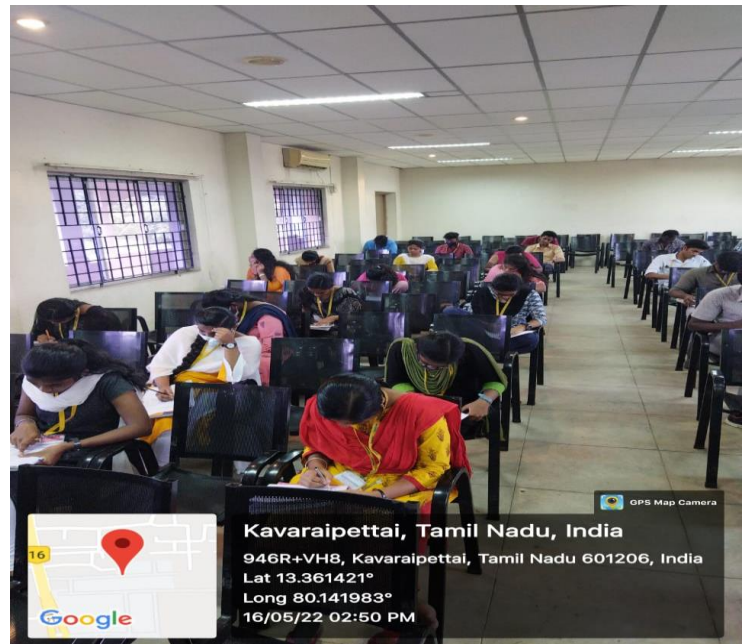 GPS Map Camera
16
Google
Kavaraipettai, Tamil Nadu, India
946R+VH8, Kavaraipettai, Tamil Nadu 601206, India
Lat 13.361421°
Long 80.141983°
16/05/22 02:50 PM